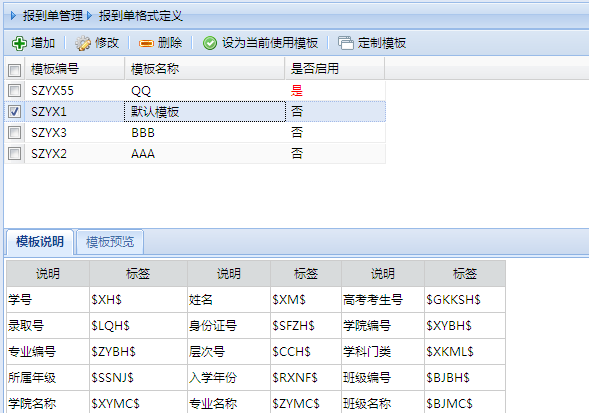 报到单管理 报到单格式定义
增加 修改 删除 设为当前使用模板 定制模板
模板编号 模板名称 是否启用
SZYX55 QQ 是
SZYX1 默认模板 否
SZYX3 BBB 否
SZYX2 AAA 否
模板说明 模板预览
说明 标签 说明 标签 说明 标签
学号 $XH$ 姓名 $XM$ 高考考生号 $GKKSH$
录取号 $LQH$ 身份证号 $SFZH$ 学院编号 $XYBH$
专业编号 $ZYBH$ 层次号 $CCH$ 学科门类 $XKML$
所属年级 $SSNJ$ 入学年份 $RXNF$ 班级编号 $BJBH$
学院名称 $XYMC$ 专业名称 $ZYMC$ 班级名称 $BJMC$